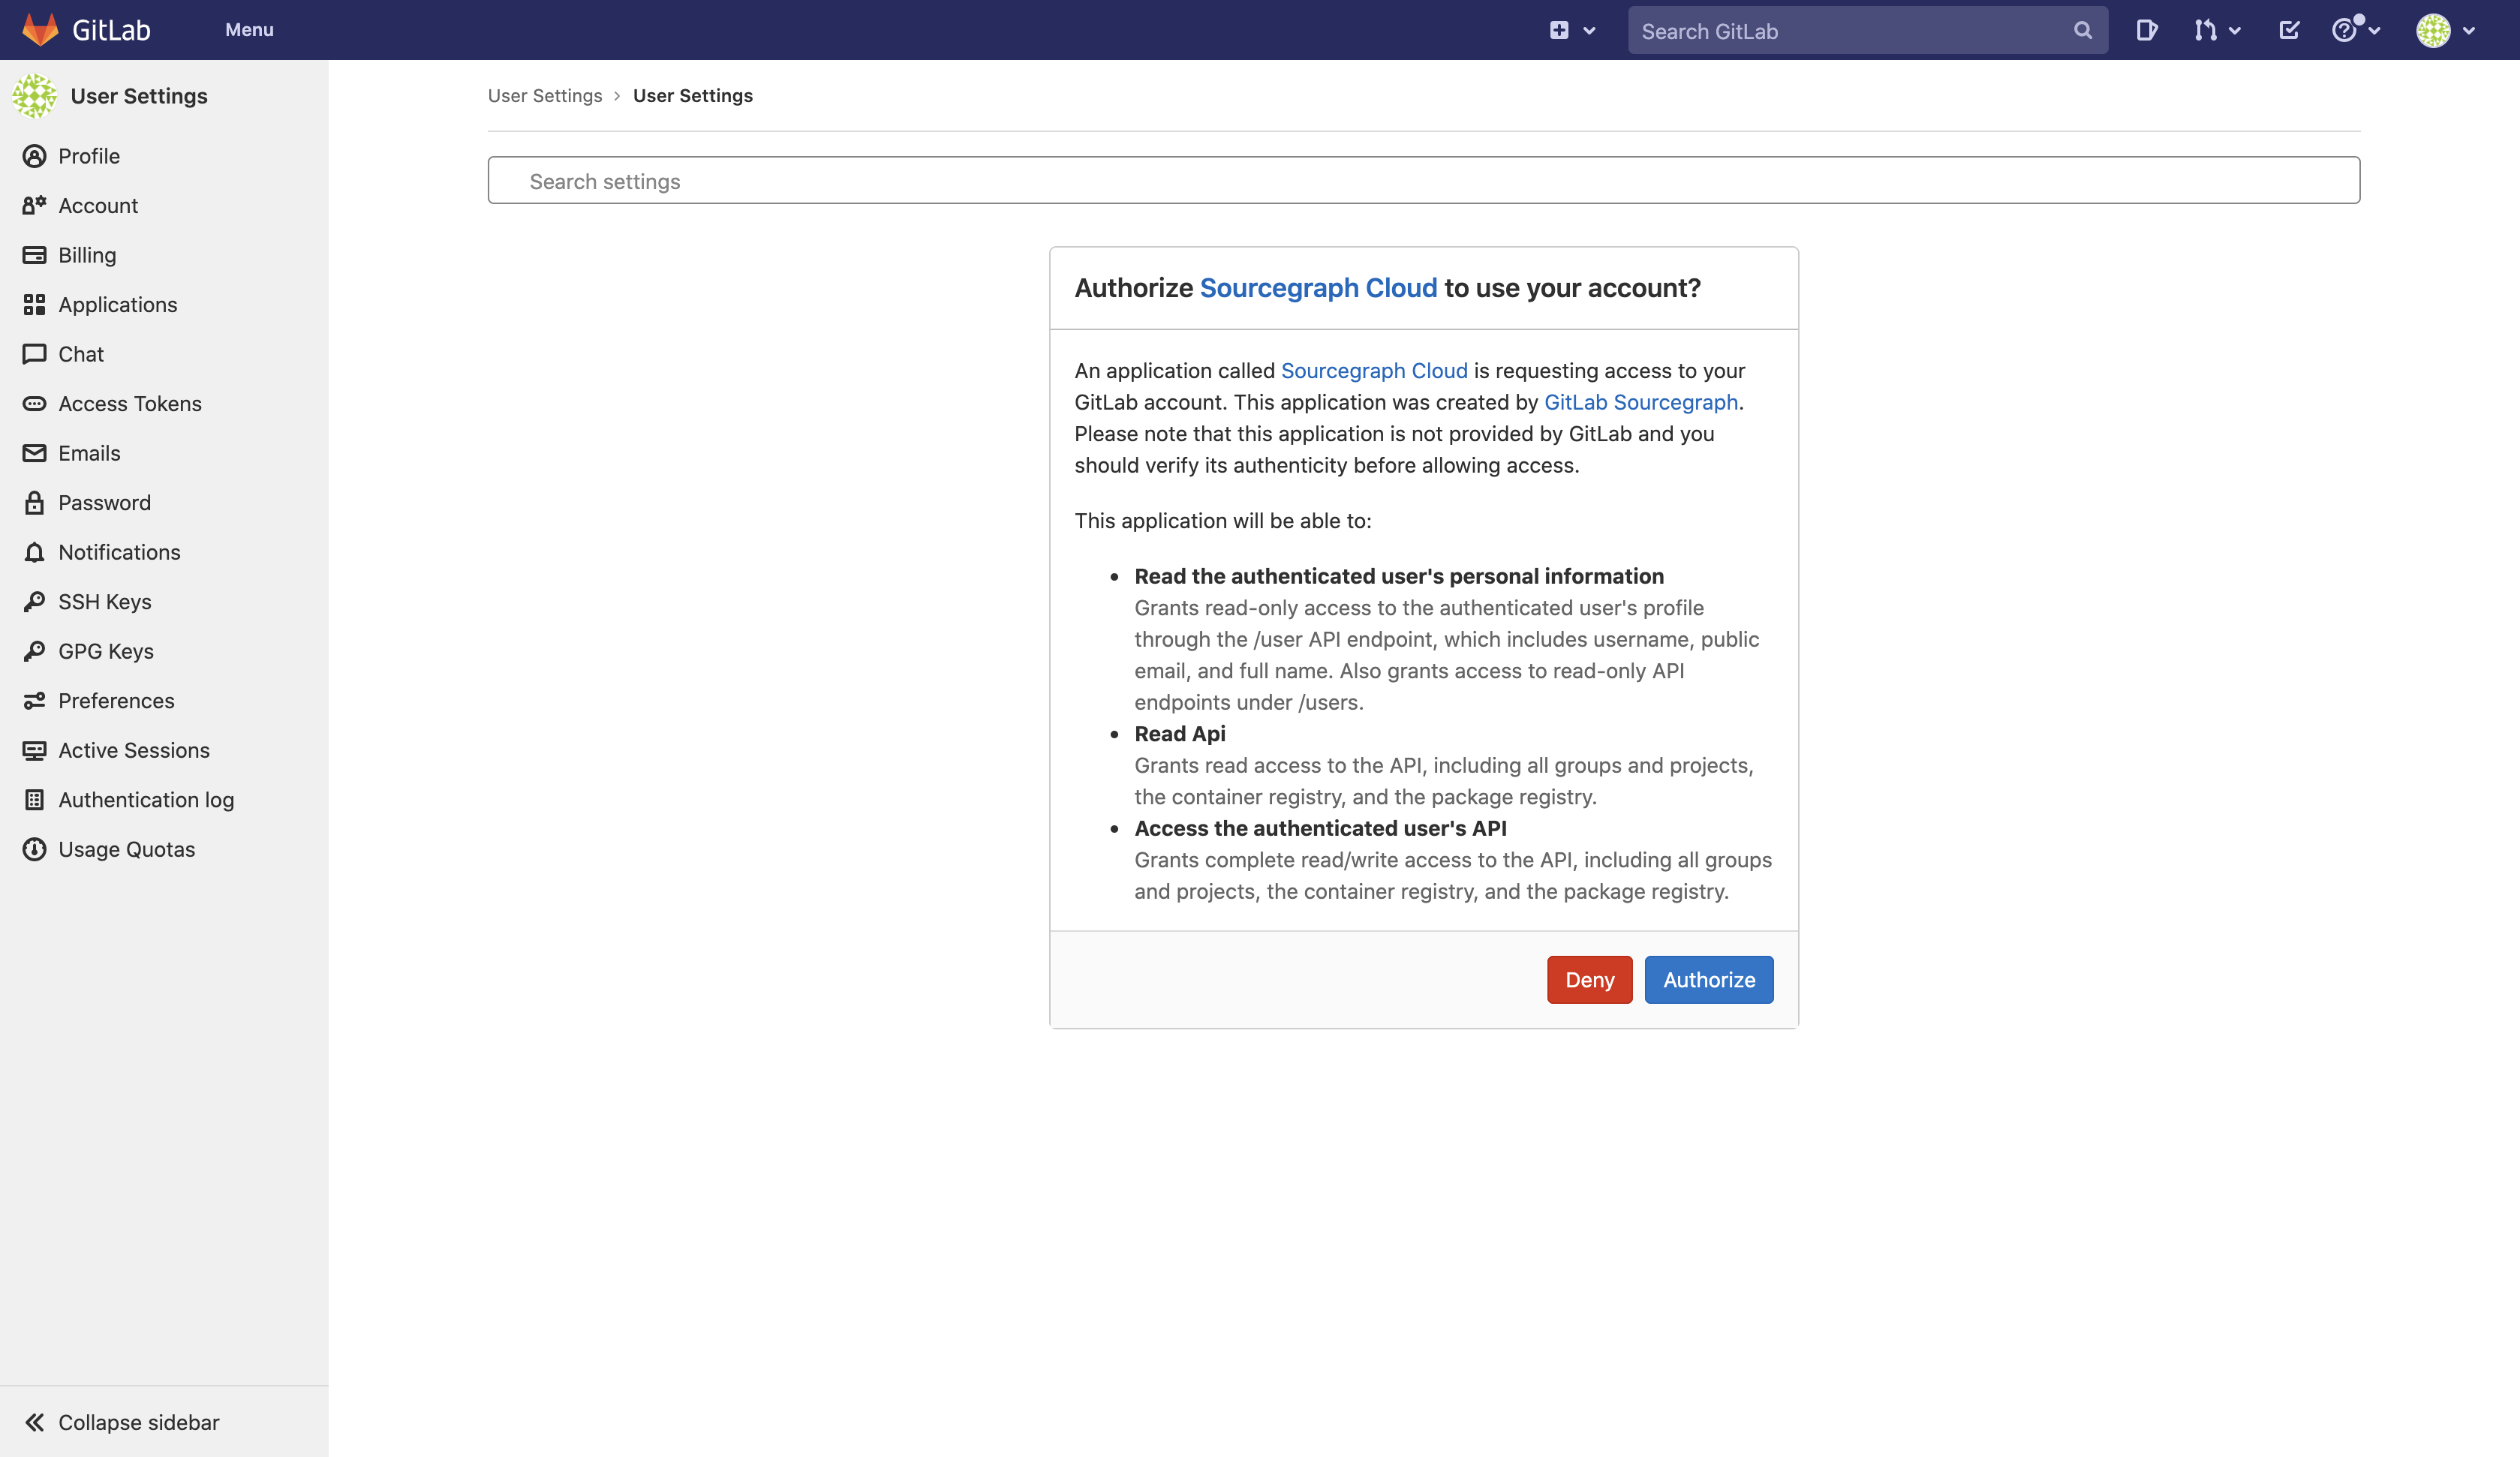 GitLab
Menu
Search GitLab
User Settings
Profile
Account
Billing
Applications
Chat
Access Tokens
Emails
Password
Notifications
SSH Keys
GPG Keys
Preferences
Active Sessions
Authentication log
Usage Quotas
Collapse sidebar
User Settings › User Settings
Search settings
Authorize Sourcegraph Cloud to use your account?
An application called Sourcegraph Cloud is requesting access to your
GitLab account. This application was created by GitLab Sourcegraph.
Please note that this application is not provided by GitLab and you
should verify its authenticity before allowing access.
This application will be able to:
• Read the authenticated user's personal information
Grants read-only access to the authenticated user's profile
through the /user API endpoint, which includes username, public
email, and full name. Also grants access to read-only API
endpoints under /users.
• Read Api
Grants read access to the API, including all groups and projects,
the container registry, and the package registry.
• Access the authenticated user's API
Grants complete read/write access to the API, including all groups
and projects, the container registry, and the package registry.
Deny
Authorize